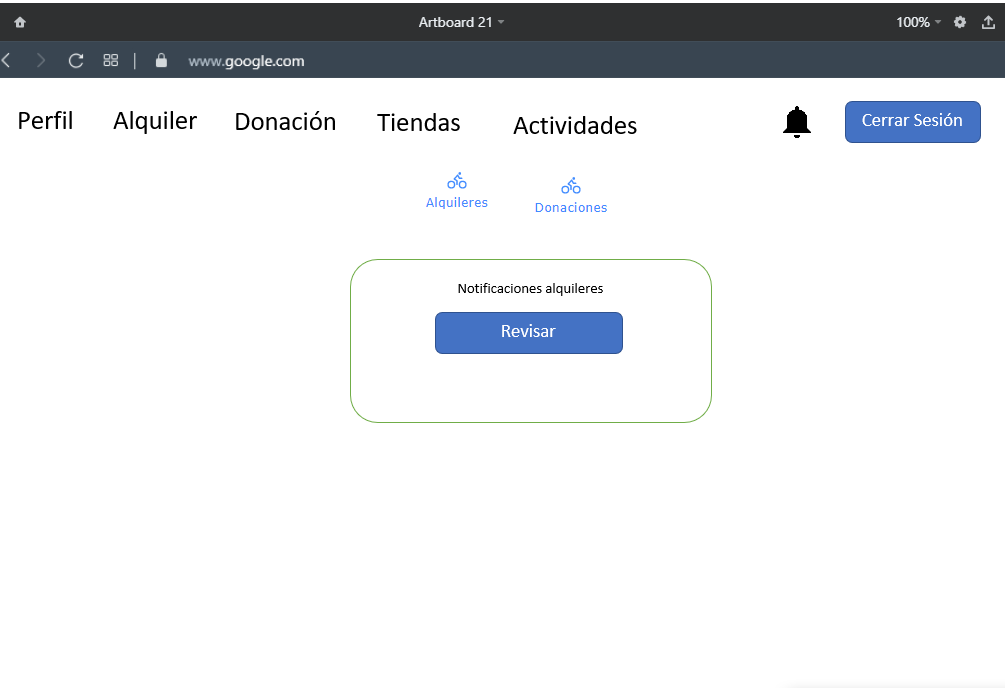 Artboard 21
100%
www.google.com
Perfil
Alquiler
Donación
Tiendas
Actividades
Cerrar Sesión
Alquileres
Donaciones
Notificaciones alquileres
Revisar